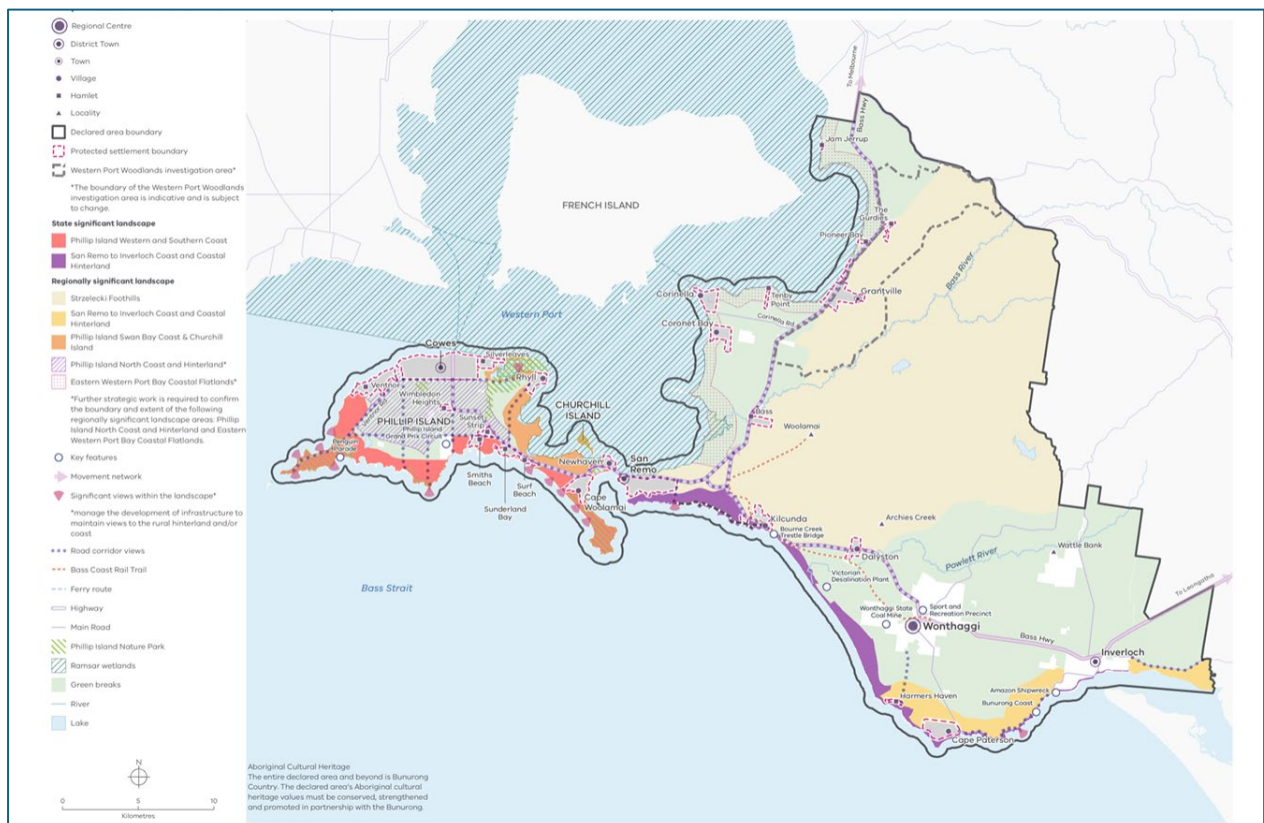 Regional Centre
District Town
Town
Village
Hamlet
Locality
Declared area boundary
Protected settlement boundary
Western Port Woodlands investigation area*
*The boundary of the Western Port Woodlands
investigation area is indicative and is subject
to change.
State significant landscape
Phillip Island Western and Southern Coast
San Remo to Inverloch Coast and Coastal
Hinterland
Regionally significant landscape
Strzelecki Foothills
San Remo to Inverloch Coast and Coastal
Hinterland
Phillip Island Swan Bay Coast & Churchill
Island
Phillip Island North Coast and Hinterland*
Eastern Western Port Bay Coastal Flatlands*
*Further strategic work is required to confirm
the boundary and extent of the following
regionally significant landscape areas: Phillip
Island North Coast and Hinterland and Eastern
Western Port Bay Coastal Flatlands.
Key features
Movement network
Significant views within the landscape*
*manage the development of infrastructure to
maintain views to the rural hinterland and/or
coast
Road corridor views
Bass Coast Rail Trail
Ferry route
Highway
Main Road
Phillip Island Nature Park
Ramsar wetlands
Green breaks
River
Lake
N
0 5 10
Kilometres
To Melbourne
Bass Hwy
Jam Jerrup
FRENCH ISLAND
The
Gurdies
Pioneer Bay
Bass River
Corinella
Tenby
Point
Grantville
Corinella Rd
Coronet Bay
Western Port
Cowes
Silverleaves
Rhyll
Ventnor
Wimbledon
Heights
CHURCHILL
ISLAND
Bass
PHILLIP ISLAND
Sunset
Strip
Phillip Island
Grand Prix Circuit
Woolamai
Penguin
Parade
Newhaven
San
Remo
Smiths
Beach
Surf
Beach
Cape
Woolamai
Sunderland
Bay
Kilcunda
Bourne Creek
Trestle Bridge
Archies Creek
Dalyston
Powlett River
Wattle Bank
Victorian
Desalination Plant
To Leongatha
Bass Strait
Wonthaggi State
Coal Mine
Sport and
Recreation Precinct
Wonthaggi
Bass Hwy
Inverloch
Harmers Haven
Amazon Shipwreck
Bunurong Coast
Cape Paterson
Aboriginal Cultural Heritage
The entire declared area and beyond is Bunurong
Country. The declared area's Aboriginal cultural
heritage values must be conserved, strengthened
and promoted in partnership with the Bunurong.